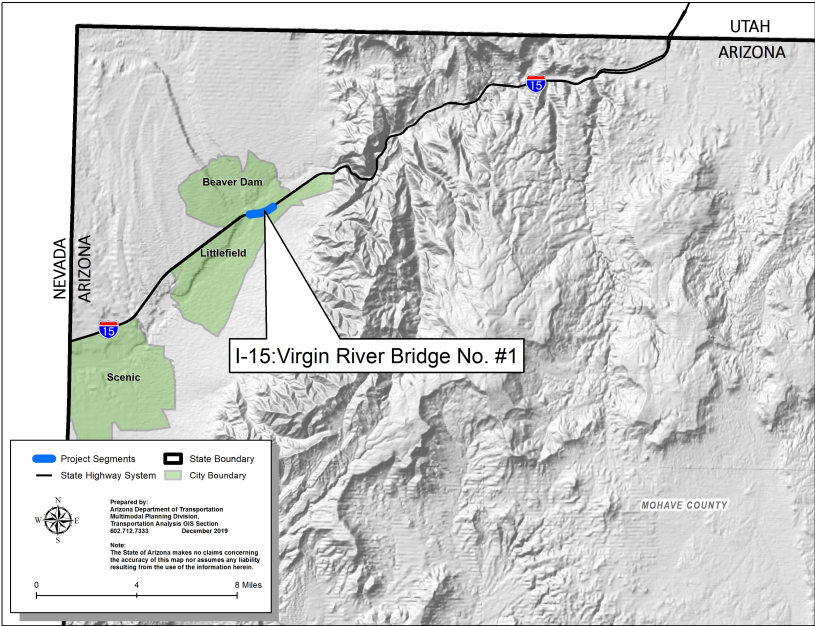 UTAH
ARIZONA
15
Beaver Dam
NEVADA
ARIZONA
Littlefield
15
I-15:Virgin River Bridge No. #1
Scenic
Project Segments
State Boundary
State Highway System
City Boundary
N
W
E
S
Prepared by:
Arizona Department of Transportation
Multimodal Planning Division,
Transportation Analysis GIS Section
602.712.7333 December 2019
Note:
The State of Arizona makes no claims concerning
the accuracy of this map nor assumes any liability
resulting from the use of the information herein.
0 4 8 Miles
MOHAVE COUNTY